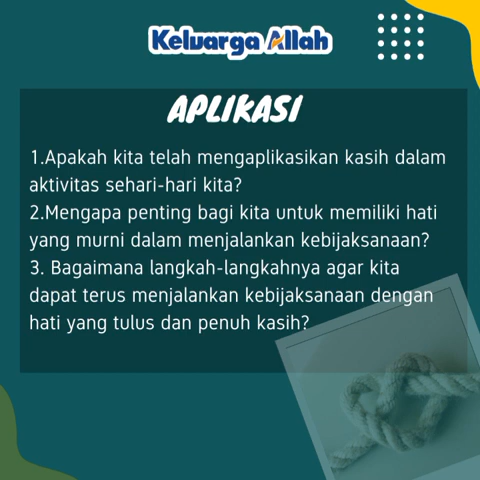 Keluarga Allah
APLIKASI
1.Apakah kita telah mengaplikasikan kasih dalam
aktivitas sehari-hari kita?
2.Mengapa penting bagi kita untuk memiliki hati
yang murni dalam menjalankan kebijaksanaan?
3. Bagaimana langkah-langkahnya agar kita
dapat terus menjalankan kebijaksanaan dengan
hati yang tulus dan penuh kasih?